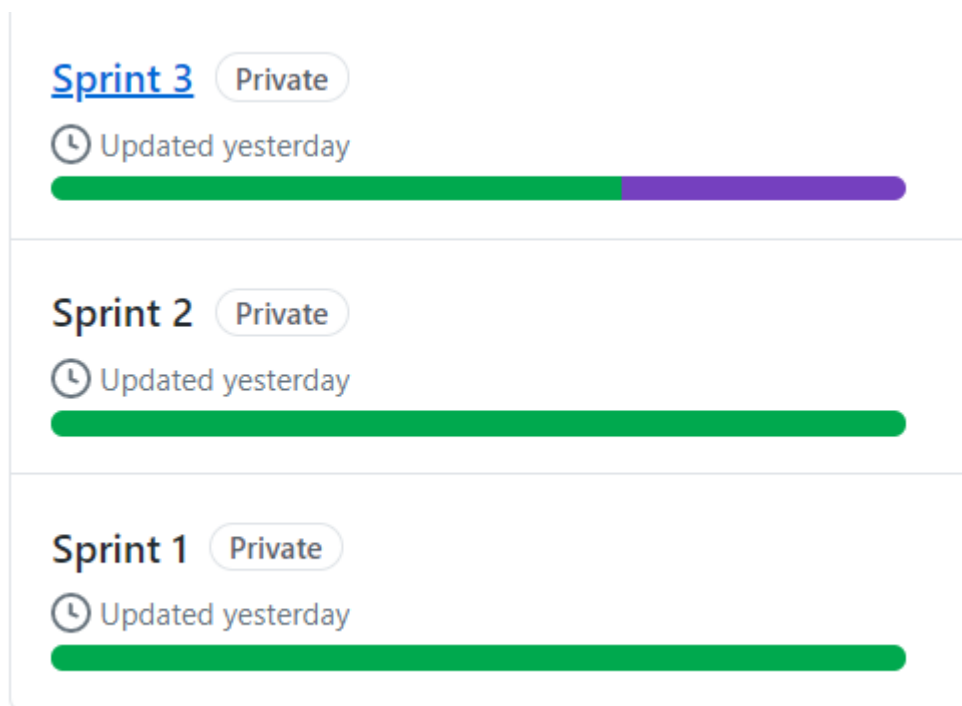 Sprint 3 Private
Updated yesterday
Sprint 2 Private
Updated yesterday
Sprint 1 Private
Updated yesterday